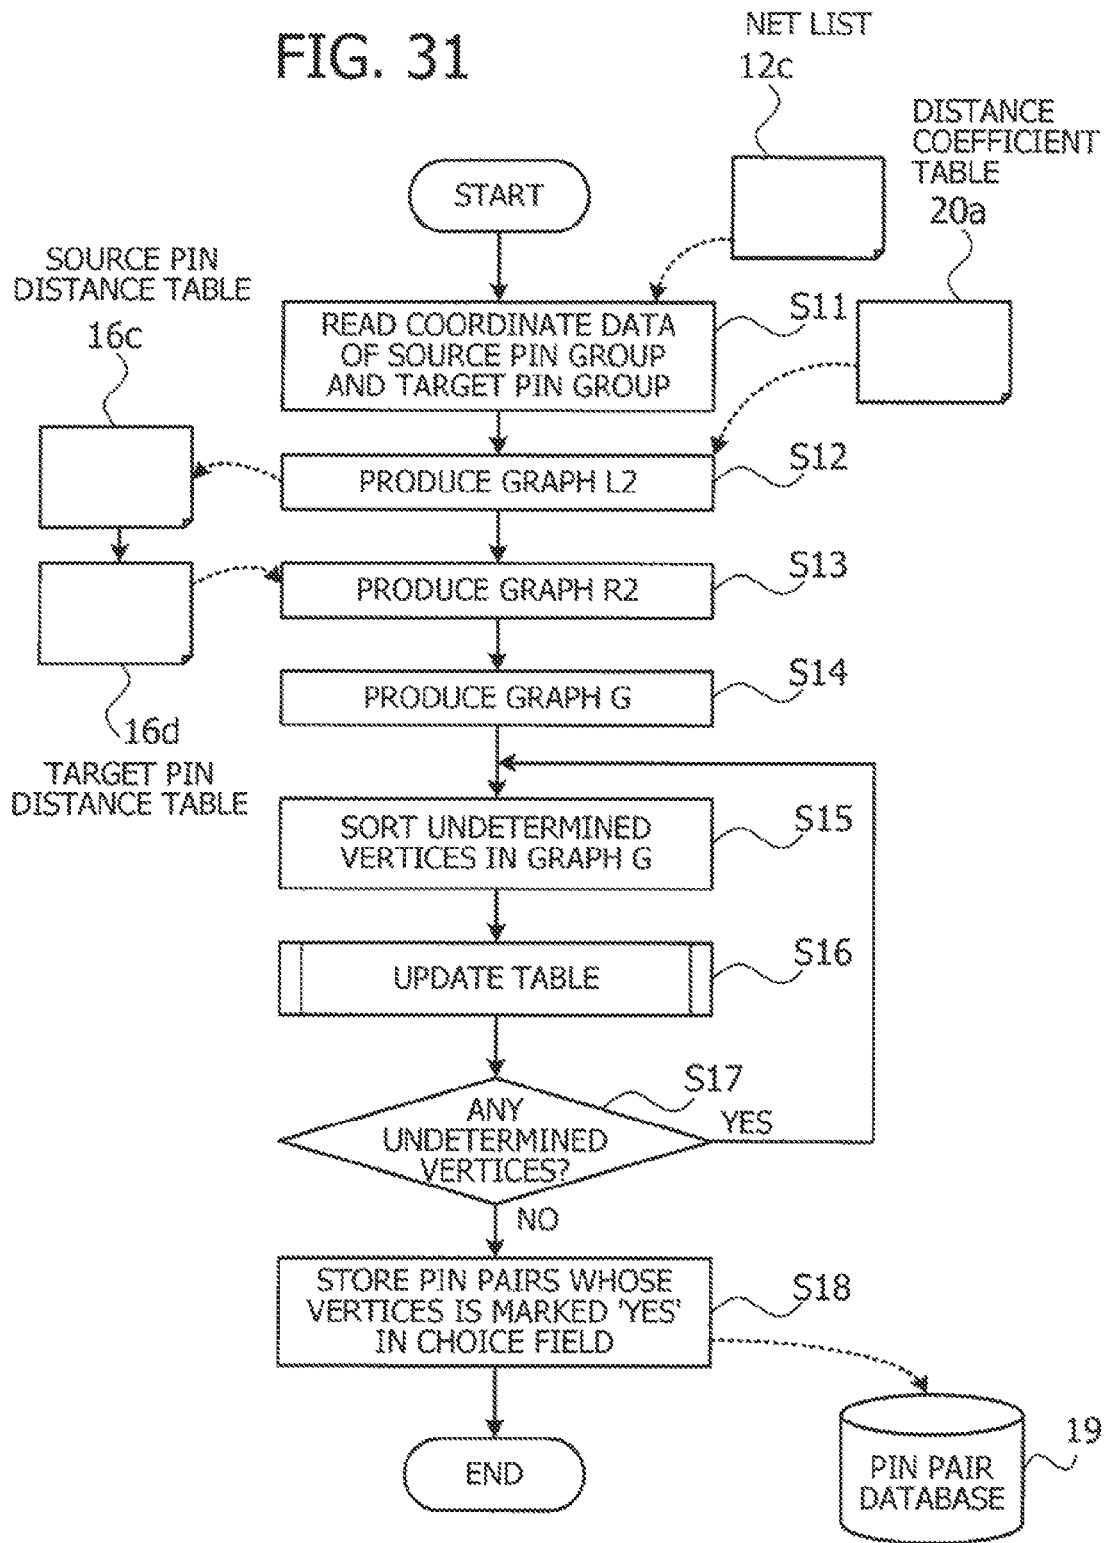 FIG. 31
NET LIST
12c
DISTANCE
COEFFICIENT
TABLE
20a
START
SOURCE PIN
DISTANCE TABLE
16c
READ COORDINATE DATA
OF SOURCE PIN GROUP
AND TARGET PIN GROUP
S11
PRODUCE GRAPH L2
S12
PRODUCE GRAPH R2
S13
PRODUCE GRAPH G
S14
16d
TARGET PIN
DISTANCE TABLE
SORT UNDETERMINED
VERTICES IN GRAPH G
S15
UPDATE TABLE
S16
ANY
UNDETERMINED
VERTICES?
S17
YES
NO
STORE PIN PAIRS WHOSE
VERTICES IS MARKED 'YES'
IN CHOICE FIELD
S18
END
PIN PAIR
DATABASE
19